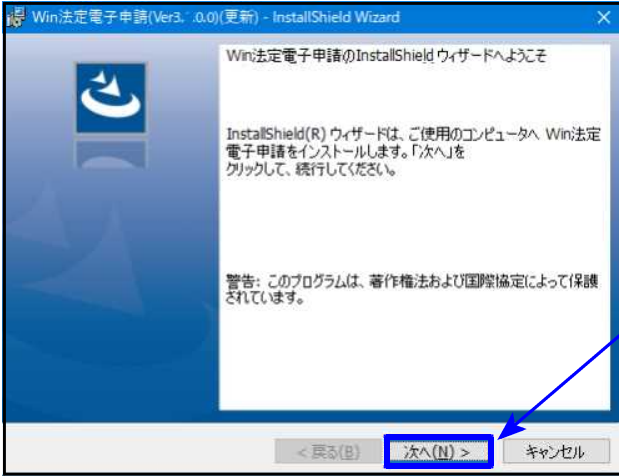 Win法定電子申請(Ver3. .0.0)(更新) - InstallShield Wizard
Win法定電子申請のInstallShield ウィザードへようこそ
InstallShield(R) ウィザードは、ご使用のコンピュータへ Win法定
電子申請をインストールします。「次へ」を
クリックして、続行してください。
警告: このプログラムは、著作権法および国際協定によって保護
されています。
< 戻る(B)
次へ(N) >
キャンセル